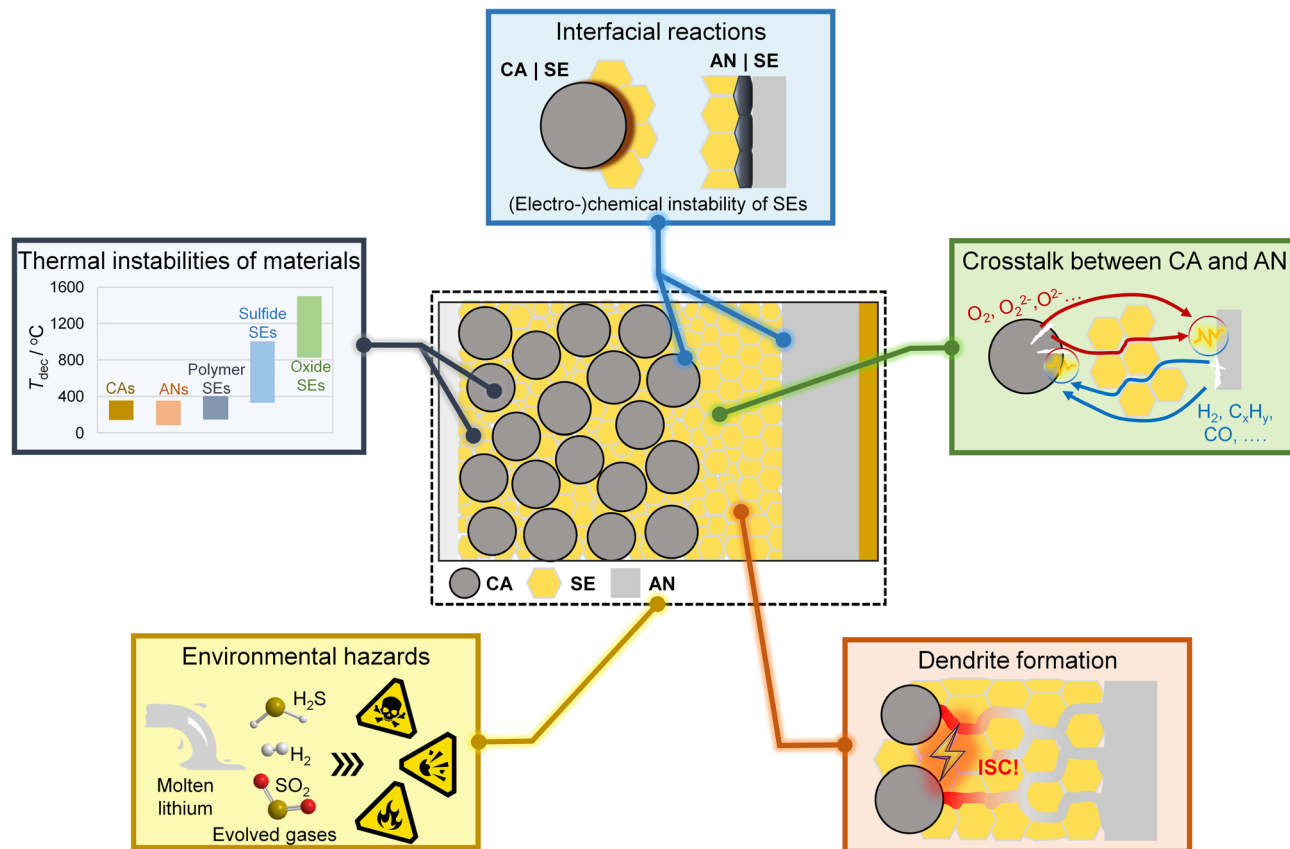 Interfacial reactions
CA | SE
AN | SE
(Electro-)chemical instability of SEs
Thermal instabilities of materials
1600
1200
800
400
0
T_dec / °C
CAs
ANs
Polymer
SEs
Sulfide
SEs
Oxide
SEs
Crosstalk between CA and AN
O₂, O₂²⁻,O²⁻...
H₂, CₓHᵧ,
CO, ....
CA
SE
AN
Environmental hazards
H₂S
H₂
SO₂
Molten
lithium
Evolved gases
Dendrite formation
ISC!